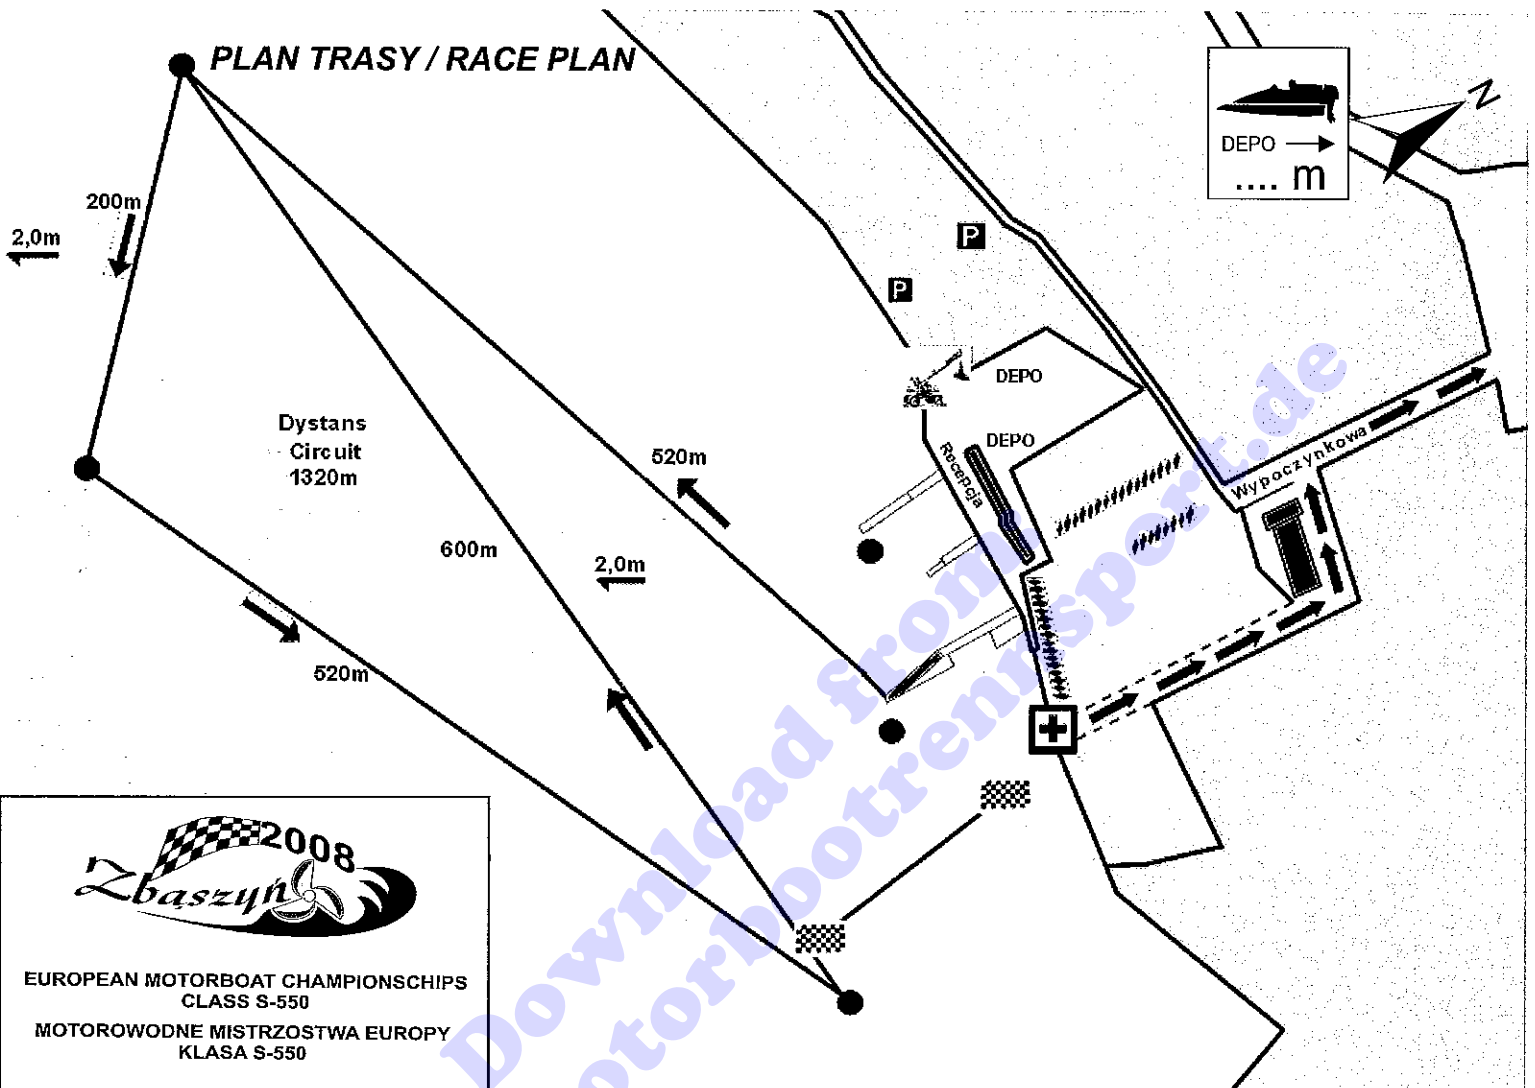 PLAN TRASY / RACE PLAN
N
DEPO
.... m
200m
2,0m
P
P
DEPO
DEPO
Recepcja
Wypoczynkowa
Dystans
Circuit
1320m
520m
600m
2,0m
520m
2008
Zbąszyń
EUROPEAN MOTORBOAT CHAMPIONSCHIPS
CLASS S-550
MOTOROWODNE MISTRZOSTWA EUROPY
KLASA S-550
Download from:
otorbootrennsport.de